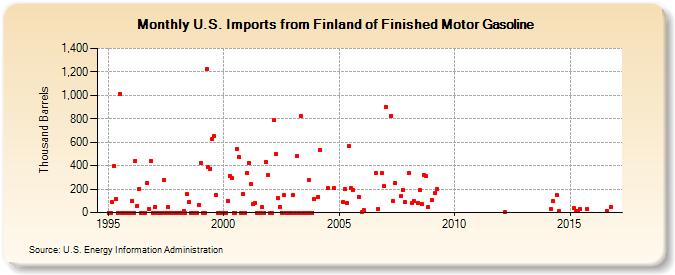 Monthly U.S. Imports from Finland of Finished Motor Gasoline
Thousand Barrels
1,400
1,200
1,000
800
600
400
200
0
1995 2000 2005 2010 2015
Source: U.S. Energy Information Administration